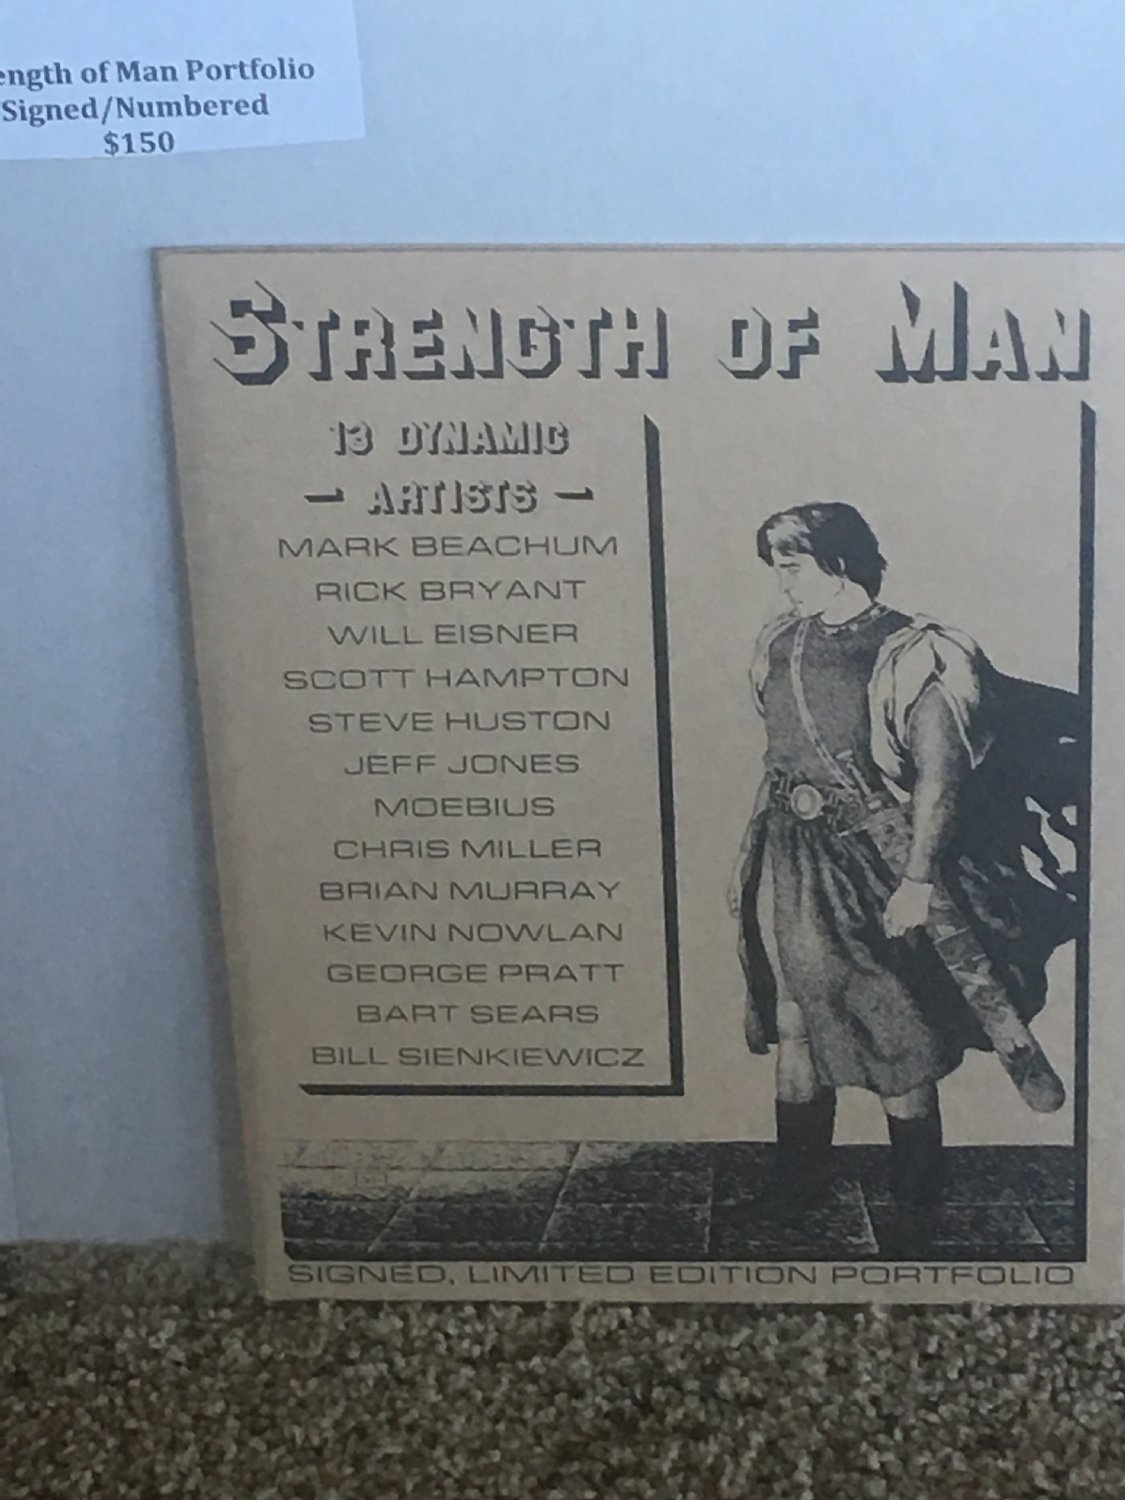 ength of Man Portfolio
Signed/Numbered
$150
STRENGTH OF MAN
13 DYNAMIC
- ARTISTS -
MARK BEACHUM
RICK BRYANT
WILL EISNER
SCOTT HAMPTON
STEVE HUSTON
JEFF JONES
MOEBIUS
CHRIS MILLER
BRIAN MURRAY
KEVIN NOWLAN
GEORGE PRATT
BART SEARS
BILL SIENKIEWICZ
SIGNED, LIMITED EDITION PORTFOLIO